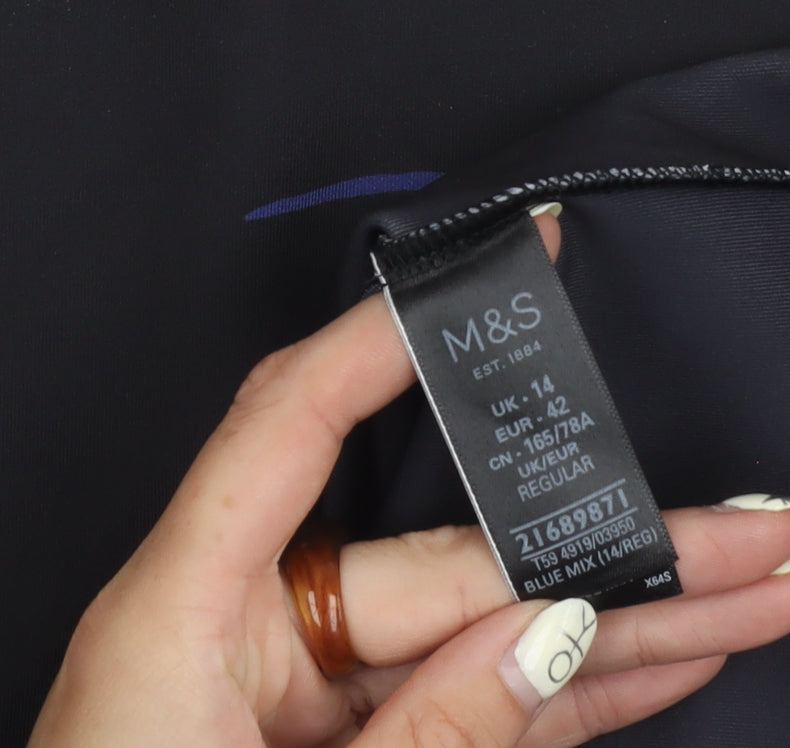 M&S
EST. 1884
UK · 14
EUR · 42
CN · 165/78A
UK/EUR
REGULAR
21689871
T59 4919/03950
BLUE MIX (14/REG)
X64S
ok